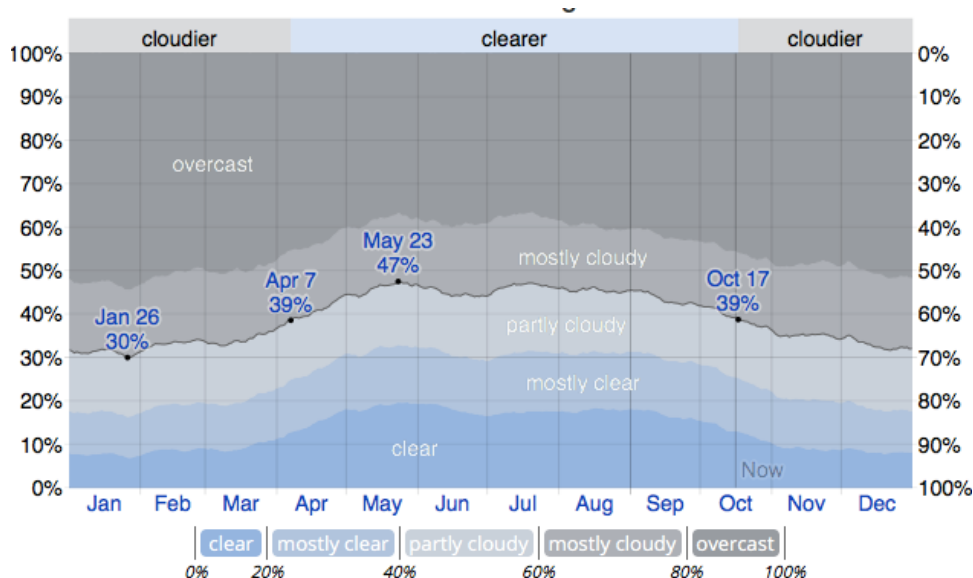 cloudier clearer cloudier
100% 0%
90% 10%
80% 20%
overcast
70% 30%
60% 40%
May 23
47%
mostly cloudy
50% 50%
Apr 7
39%
Oct 17
39%
40% 60%
Jan 26
30%
partly cloudy
30% 70%
mostly clear
20% 80%
10% 90%
clear
Now
0% 100%
Jan Feb Mar Apr May Jun Jul Aug Sep Oct Nov Dec
clear mostly clear partly cloudy mostly cloudy overcast
0% 20% 40% 60% 80% 100%